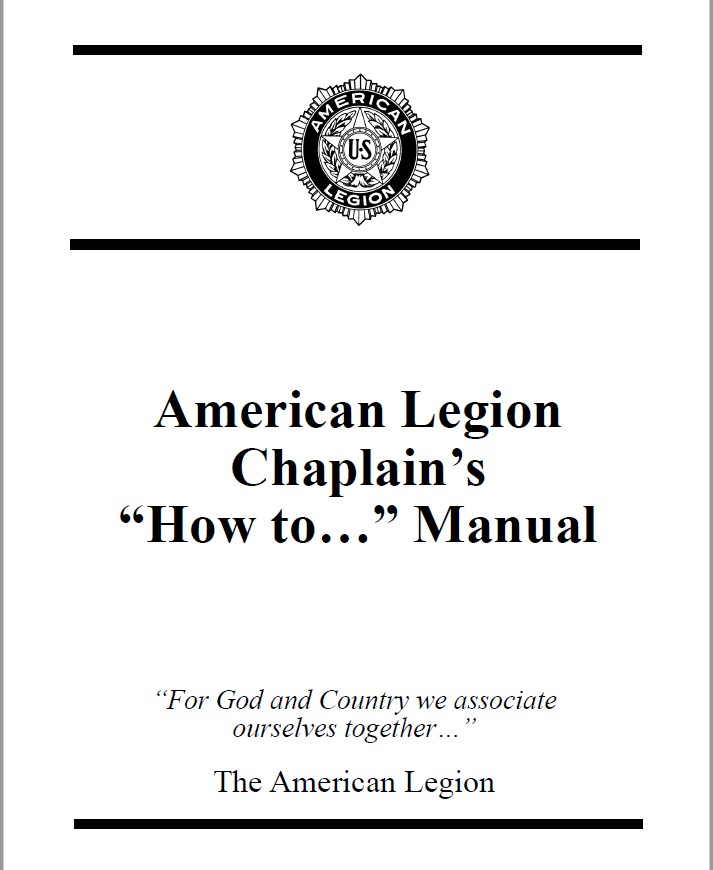 AMERICAN
U·S
LEGION
American Legion
Chaplain’s
“How to…” Manual
“For God and Country we associate
ourselves together…”
The American Legion